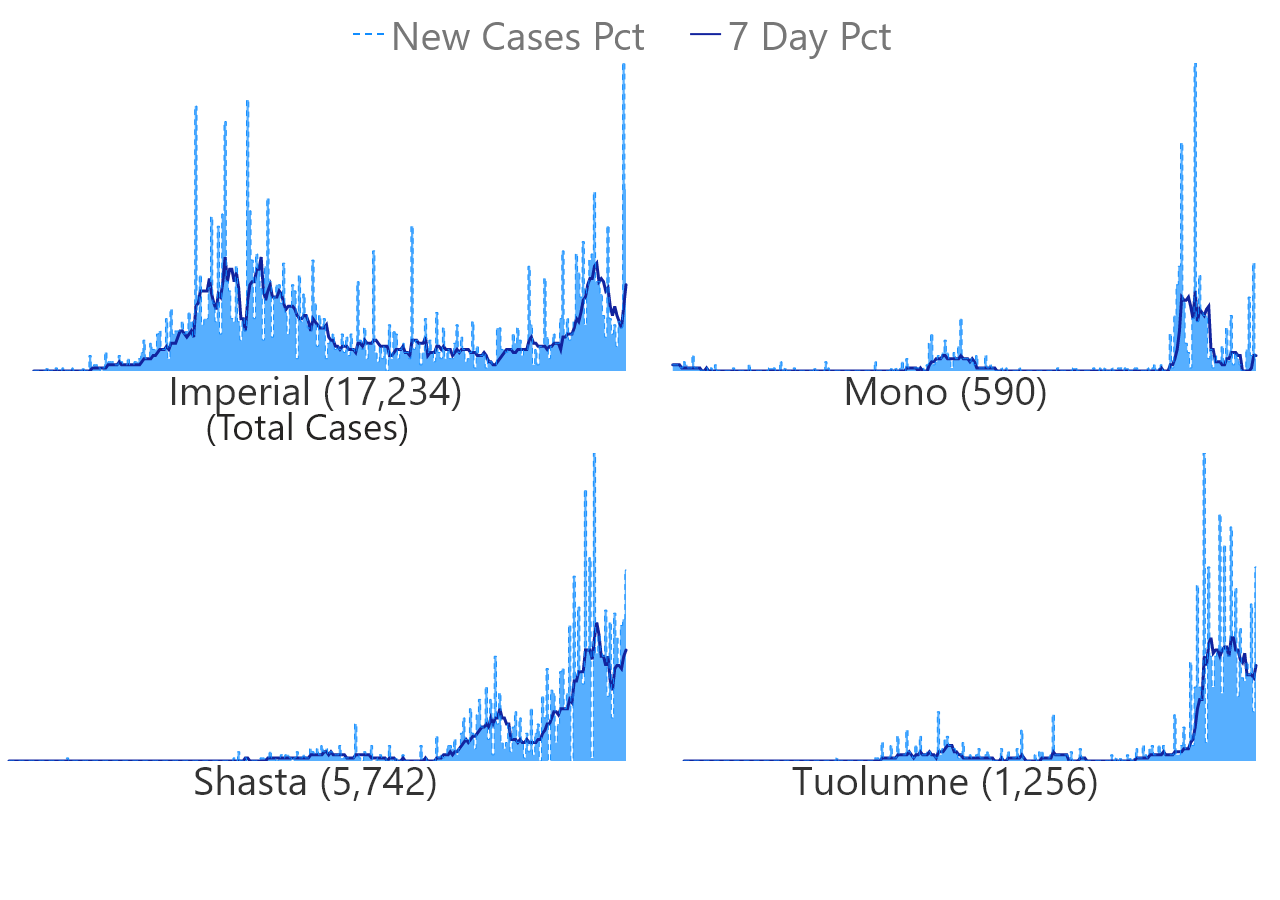 New Cases Pct 7 Day Pct
Imperial (17,234)
(Total Cases)
Mono (590)
Shasta (5,742)
Tuolumne (1,256)